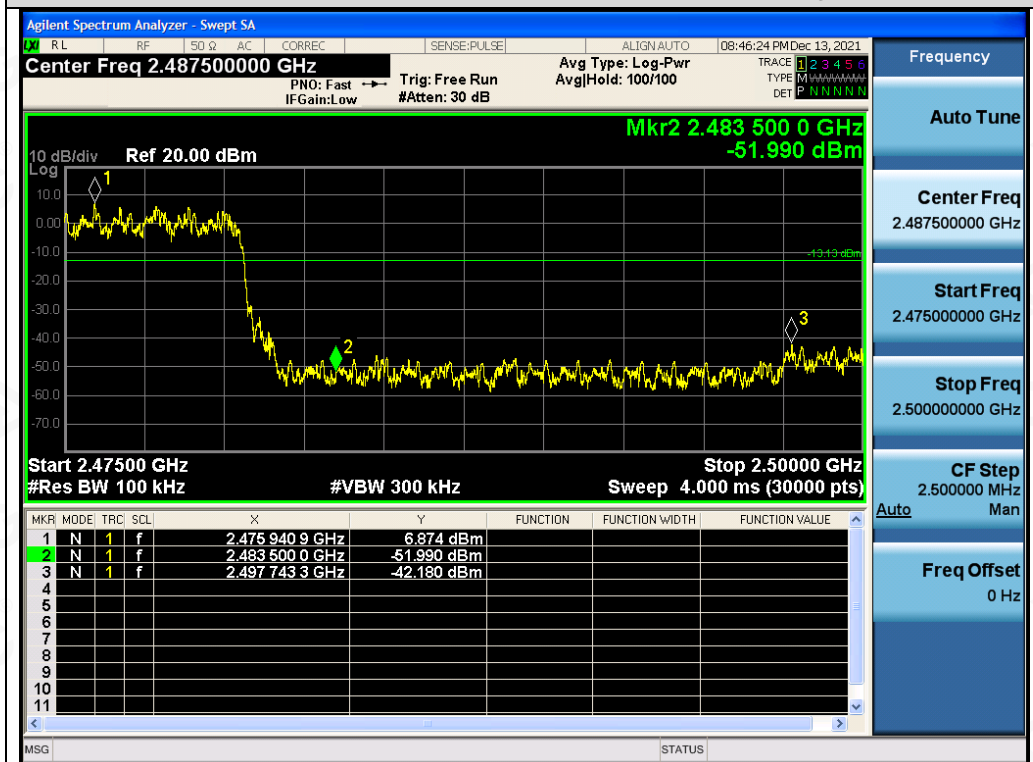 Agilent Spectrum Analyzer - Swept SA
LXI RL RF 50 Ω AC CORREC SENSE:PULSE ALIGN AUTO 08:46:24 PM Dec 13, 2021
Center Freq 2.487500000 GHz
PNO: Fast
IFGain:Low
Trig: Free Run
#Atten: 30 dB
Avg Type: Log-Pwr
Avg|Hold: 100/100
TRACE 1 2 3 4 5 6
TYPE M WWWWW
DET P N N N N N
Mkr2 2.483 500 0 GHz
-51.990 dBm
10 dB/div Ref 20.00 dBm
Log
1
10.0
0.00
-10.0
-13.13 dBm
-20.0
-30.0
3
-40.0
2
-50.0
-60.0
-70.0
Start 2.47500 GHz Stop 2.50000 GHz
#Res BW 100 kHz #VBW 300 kHz Sweep 4.000 ms (30000 pts)
MKR MODE TRC SCL X Y FUNCTION FUNCTION WIDTH FUNCTION VALUE
1 N 1 f 2.475 940 9 GHz 6.874 dBm
2 N 1 f 2.483 500 0 GHz -51.990 dBm
3 N 1 f 2.497 743 3 GHz -42.180 dBm
4
5
6
7
8
9
10
11
MSG STATUS
Frequency
Auto Tune
Center Freq
2.487500000 GHz
Start Freq
2.475000000 GHz
Stop Freq
2.500000000 GHz
CF Step
2.500000 MHz
Auto Man
Freq Offset
0 Hz